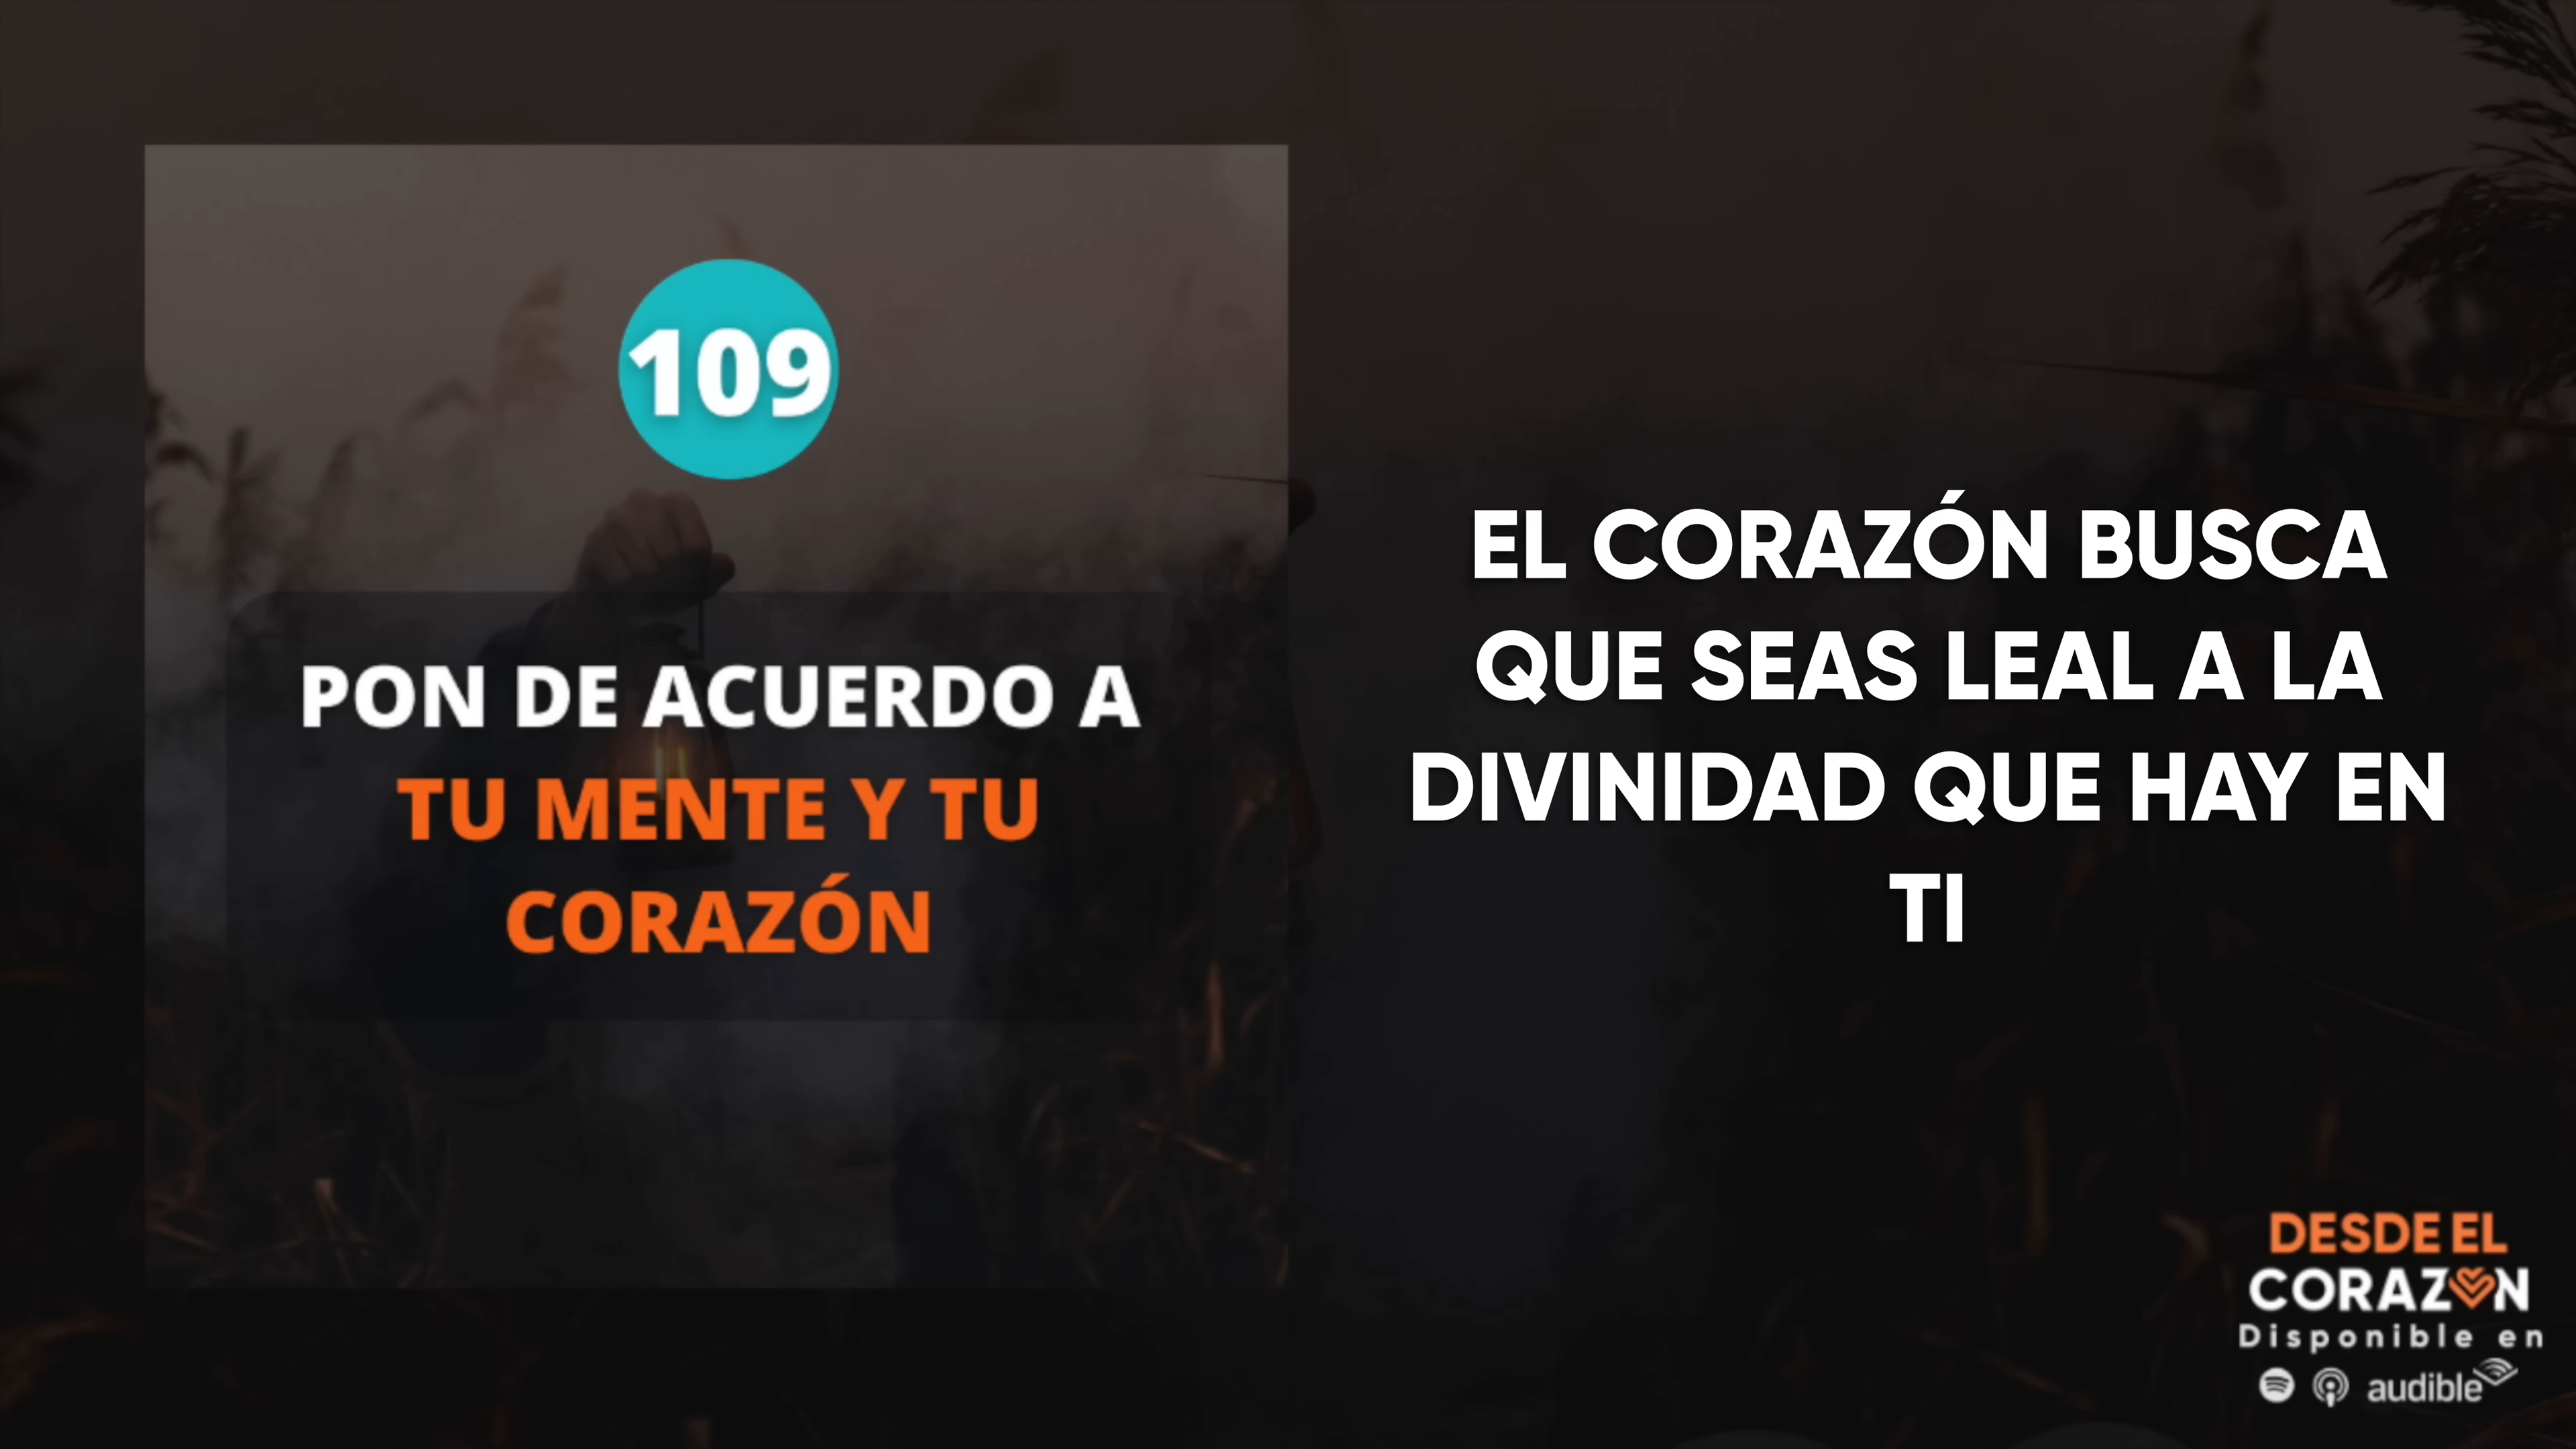 109
PON DE ACUERDO A
TU MENTE Y TU
CORAZÓN
EL CORAZÓN BUSCA
QUE SEAS LEAL A LA
DIVINIDAD QUE HAY EN
TI
DESDE EL
CORAZÓN
Disponible en
audible